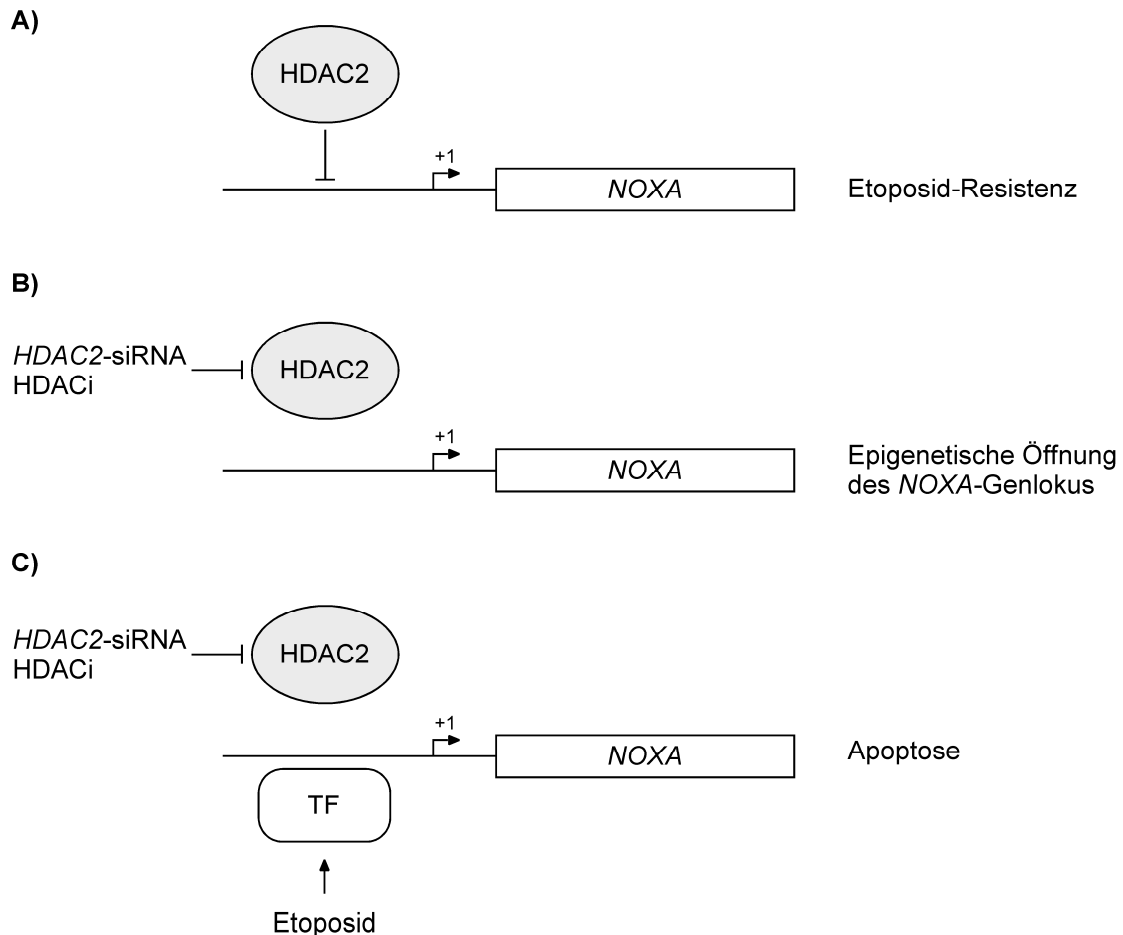 A)
HDAC2
+1
NOXA
Etoposid-Resistenz
B)
HDAC2-siRNA
HDACi
HDAC2
+1
NOXA
Epigenetische Öffnung
des NOXA-Genlokus
C)
HDAC2-siRNA
HDACi
HDAC2
+1
NOXA
Apoptose
TF
Etoposid